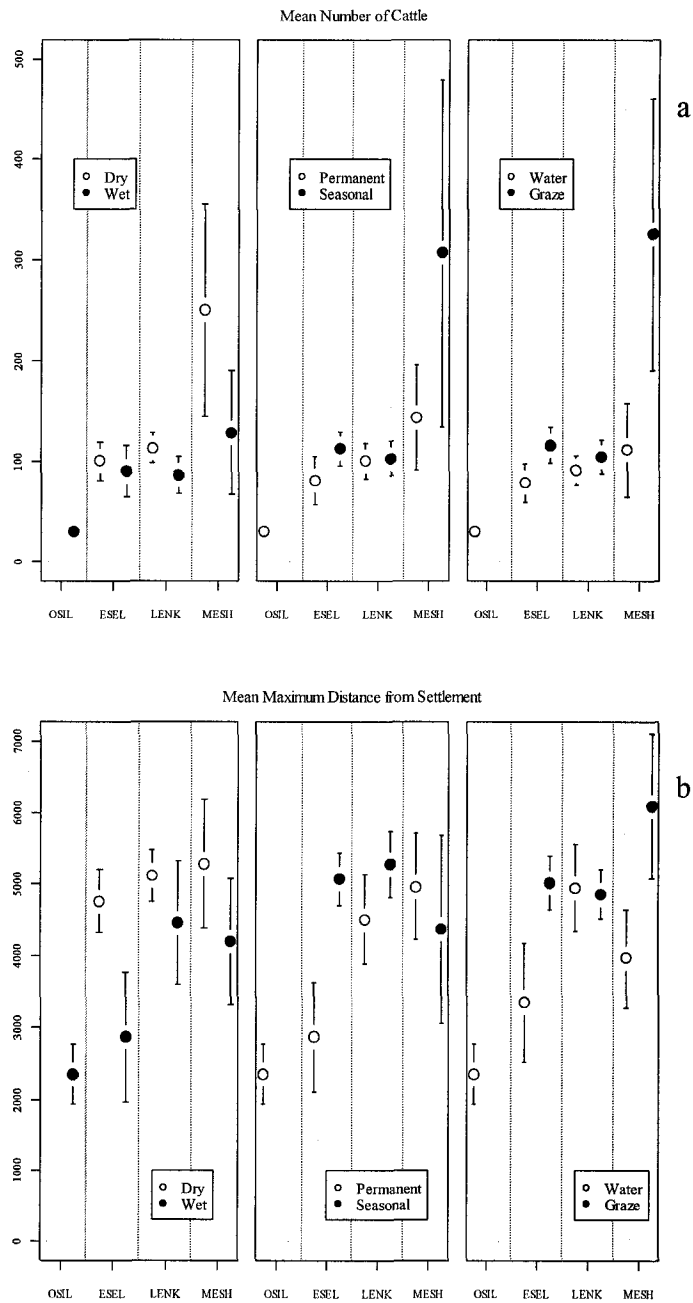 Mean Number of Cattle
a
500
400
300
200
100
0
Dry
Wet
Permanent
Seasonal
Water
Graze
OSIL ESEL LENK MESH
OSIL ESEL LENK MESH
OSIL ESEL LENK MESH
Mean Maximum Distance from Settlement
b
7000
6000
5000
4000
3000
2000
1000
0
Dry
Wet
Permanent
Seasonal
Water
Graze
OSIL ESEL LENK MESH
OSIL ESEL LENK MESH
OSIL ESEL LENK MESH